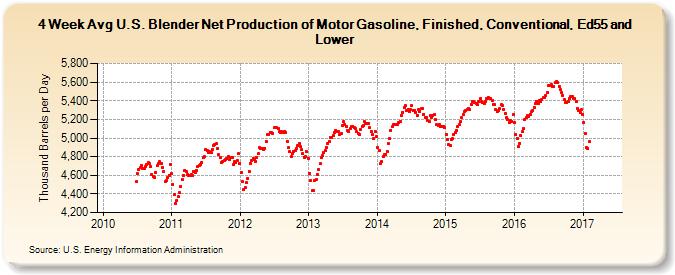 4 Week Avg U.S. Blender Net Production of Motor Gasoline, Finished, Conventional, Ed55 and
Lower
Thousand Barrels per Day
5,800
5,600
5,400
5,200
5,000
4,800
4,600
4,400
4,200
2010 2011 2012 2013 2014 2015 2016 2017
Source: U.S. Energy Information Administration